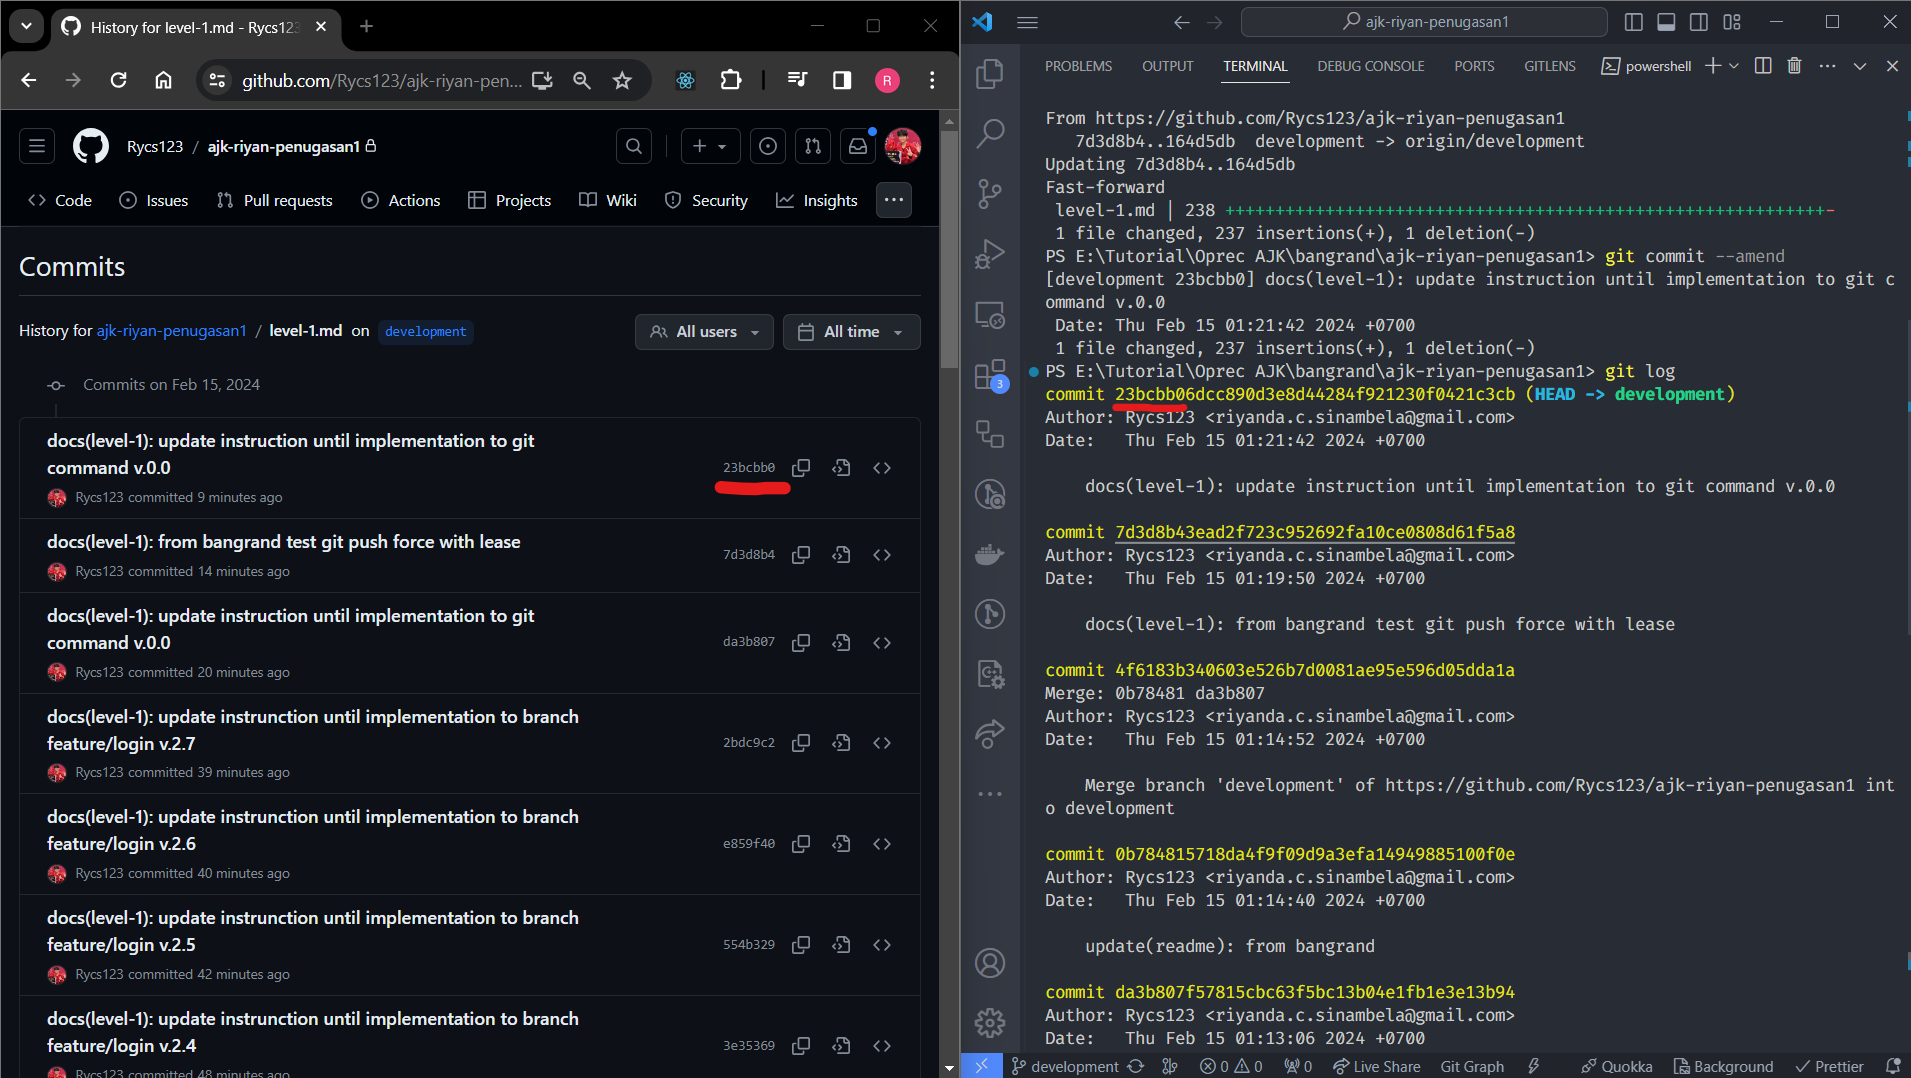 History for level-1.md - Rycs123
github.com/Rycs123/ajk-riyan-pen...
R
Rycs123 / ajk-riyan-penugasan1
Code
Issues
Pull requests
Actions
Projects
Wiki
Security
Insights
Commits
History for ajk-riyan-penugasan1 / level-1.md on development
All users
All time
Commits on Feb 15, 2024
docs(level-1): update instruction until implementation to git
command v.0.0
23bcbb0
Rycs123 committed 9 minutes ago
docs(level-1): from bangrand test git push force with lease
7d3d8b4
Rycs123 committed 14 minutes ago
docs(level-1): update instruction until implementation to git
command v.0.0
da3b807
Rycs123 committed 20 minutes ago
docs(level-1): update instrunction until implementation to branch
feature/login v.2.7
2bdc9c2
Rycs123 committed 39 minutes ago
docs(level-1): update instrunction until implementation to branch
feature/login v.2.6
e859f40
Rycs123 committed 40 minutes ago
docs(level-1): update instrunction until implementation to branch
feature/login v.2.5
554b329
Rycs123 committed 42 minutes ago
docs(level-1): update instrunction until implementation to branch
feature/login v.2.4
3e35369
Rycs123 committed 48 minutes ago
ajk-riyan-penugasan1
PROBLEMS
OUTPUT
TERMINAL
DEBUG CONSOLE
PORTS
GITLENS
powershell
From https://github.com/Rycs123/ajk-riyan-penugasan1
7d3d8b4..164d5db development -> origin/development
Updating 7d3d8b4..164d5db
Fast-forward
level-1.md | 238 ++++++++++++++++++++++++++++++++++++++++++++++++++++++++++++-
1 file changed, 237 insertions(+), 1 deletion(-)
PS E:\Tutorial\Oprec AJK\bangrand\ajk-riyan-penugasan1> git commit --amend
[development 23bcbb0] docs(level-1): update instruction until implementation to git c
ommand v.0.0
Date: Thu Feb 15 01:21:42 2024 +0700
1 file changed, 237 insertions(+), 1 deletion(-)
PS E:\Tutorial\Oprec AJK\bangrand\ajk-riyan-penugasan1> git log
commit 23bcbb06dcc890d3e8d44284f921230f0421c3cb (HEAD -> development)
Author: Rycs123 <riyanda.c.sinambela@gmail.com>
Date: Thu Feb 15 01:21:42 2024 +0700
docs(level-1): update instruction until implementation to git command v.0.0
commit 7d3d8b43ead2f723c952692fa10ce0808d61f5a8
Author: Rycs123 <riyanda.c.sinambela@gmail.com>
Date: Thu Feb 15 01:19:50 2024 +0700
docs(level-1): from bangrand test git push force with lease
commit 4f6183b340603e526b7d0081ae95e596d05dda1a
Merge: 0b78481 da3b807
Author: Rycs123 <riyanda.c.sinambela@gmail.com>
Date: Thu Feb 15 01:14:52 2024 +0700
Merge branch 'development' of https://github.com/Rycs123/ajk-riyan-penugasan1 int
o development
commit 0b784815718da4f9f09d9a3efa14949885100f0e
Author: Rycs123 <riyanda.c.sinambela@gmail.com>
Date: Thu Feb 15 01:14:40 2024 +0700
update(readme): from bangrand
commit da3b807f57815cbc63f5bc13b04e1fb1e3e13b94
Author: Rycs123 <riyanda.c.sinambela@gmail.com>
Date: Thu Feb 15 01:13:06 2024 +0700
3
development
0
0
0
Live Share
Git Graph
Quokka
Background
Prettier